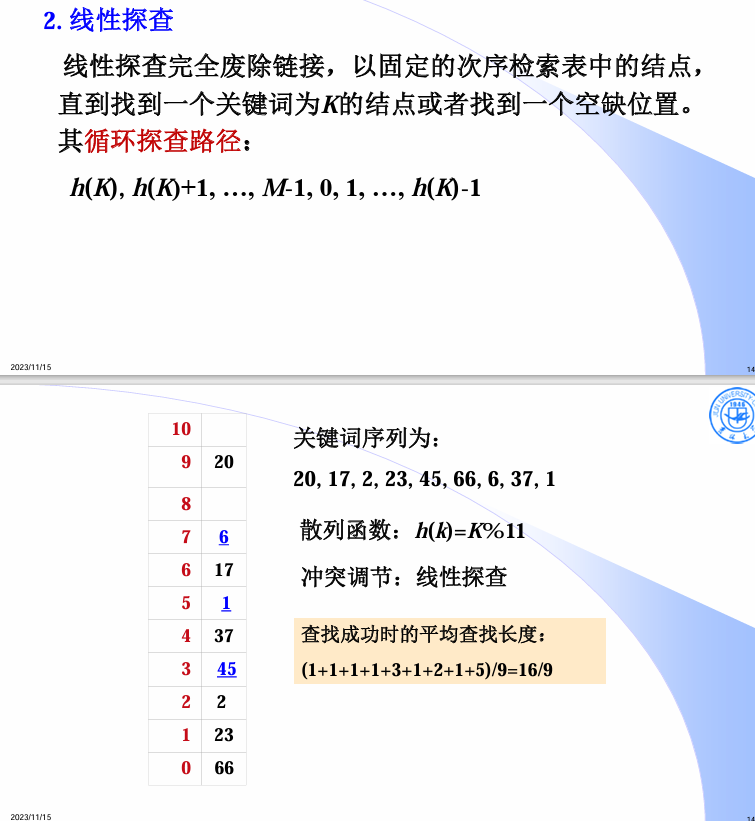 2. 线性探查
线性探查完全废除链接，以固定的次序检索表中的结点，
直到找到一个关键词为K的结点或者找到一个空缺位置。
其循环探查路径：
h(K), h(K)+1, …, M-1, 0, 1, …, h(K)-1
2023/11/15
14
10
9 20
8
7 6
6 17
5 1
4 37
3 45
2 2
1 23
0 66
关键词序列为：
20, 17, 2, 23, 45, 66, 6, 37, 1
散列函数：h(k)=K%11
冲突调节：线性探查
查找成功时的平均查找长度：
(1+1+1+1+3+1+2+1+5)/9=16/9
1946
2023/11/15